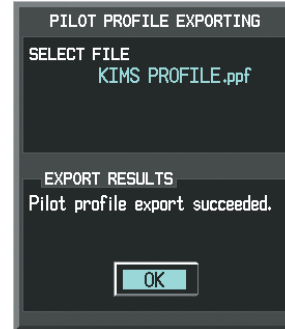 PILOT PROFILE EXPORTING
SELECT FILE
KIMS PROFILE.ppf
EXPORT RESULTS
Pilot profile export succeeded.
OK